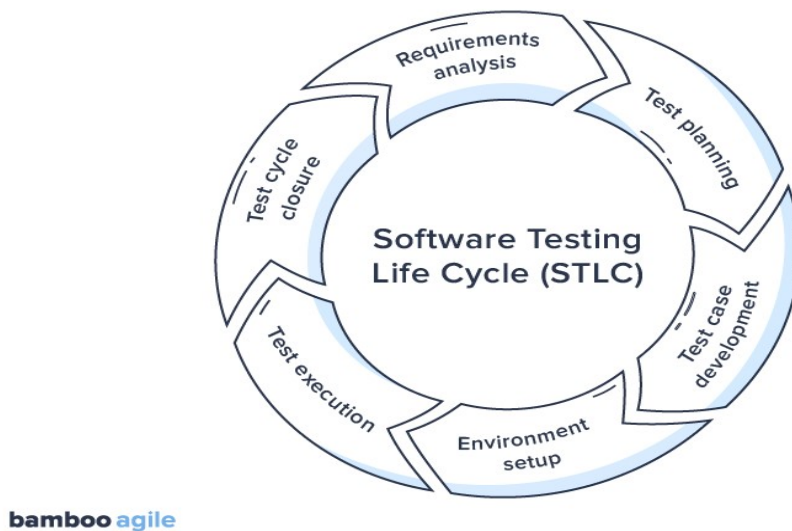 Requirements
analysis
Test planning
Test case
development
Environment
setup
Test execution
Test cycle
closure
Software Testing
Life Cycle (STLC)
bamboo agile